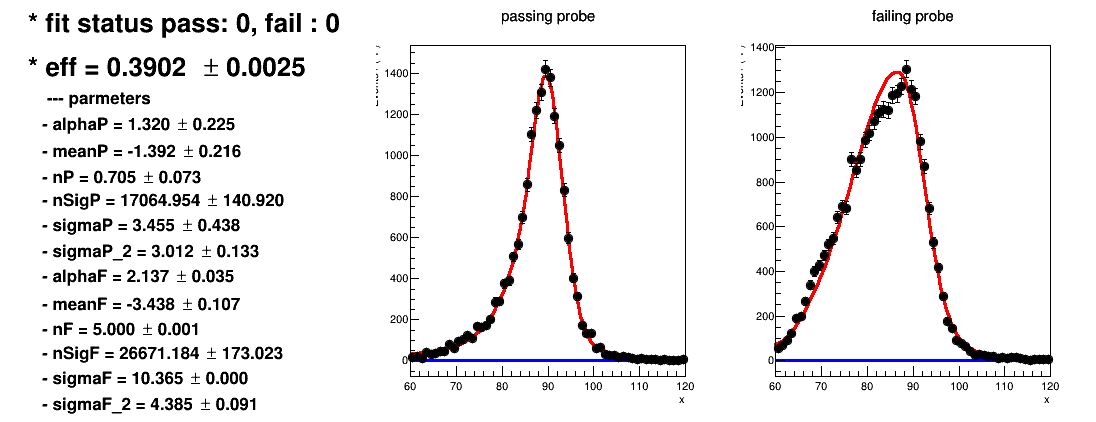 * fit status pass: 0, fail : 0
* eff = 0.3902 ± 0.0025
--- parmeters
- alphaP = 1.320 ± 0.225
- meanP = -1.392 ± 0.216
- nP = 0.705 ± 0.073
- nSigP = 17064.954 ± 140.920
- sigmaP = 3.455 ± 0.438
- sigmaP_2 = 3.012 ± 0.133
- alphaF = 2.137 ± 0.035
- meanF = -3.438 ± 0.107
- nF = 5.000 ± 0.001
- nSigF = 26671.184 ± 173.023
- sigmaF = 10.365 ± 0.000
- sigmaF_2 = 4.385 ± 0.091
passing probe
1400
1200
1000
800
600
400
200
0
60 70 80 90 100 110 120
x
failing probe
1400
1200
1000
800
600
400
200
0
60 70 80 90 100 110 120
x